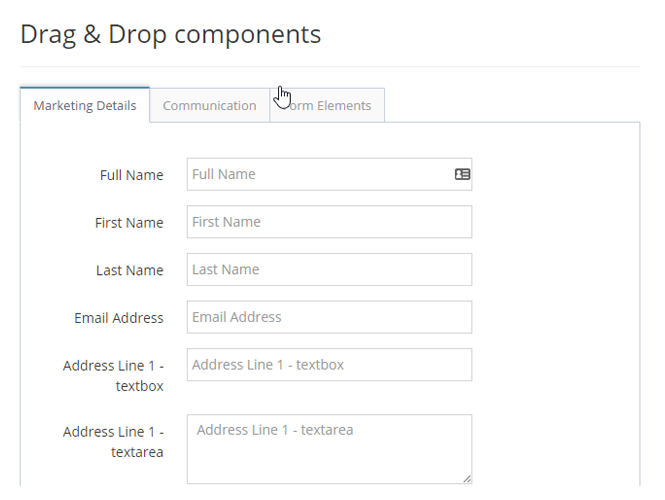 Drag & Drop components
Marketing Details
Communication
orm Elements
Full Name
Full Name
First Name
First Name
Last Name
Last Name
Email Address
Email Address
Address Line 1 -
textbox
Address Line 1 - textbox
Address Line 1 -
textarea
Address Line 1 - textarea